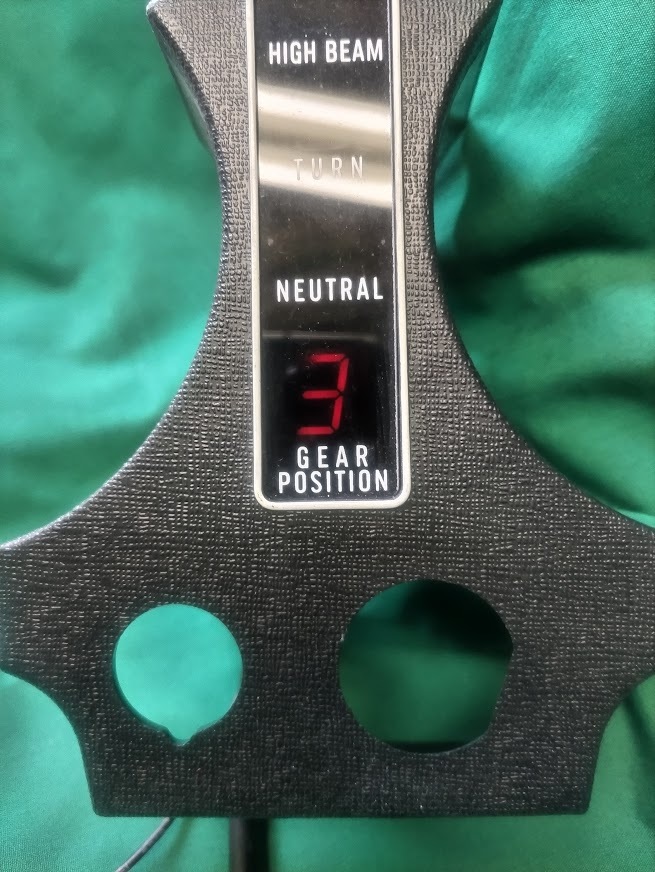 HIGH BEAM
TURN
NEUTRAL
3
GEAR
POSITION